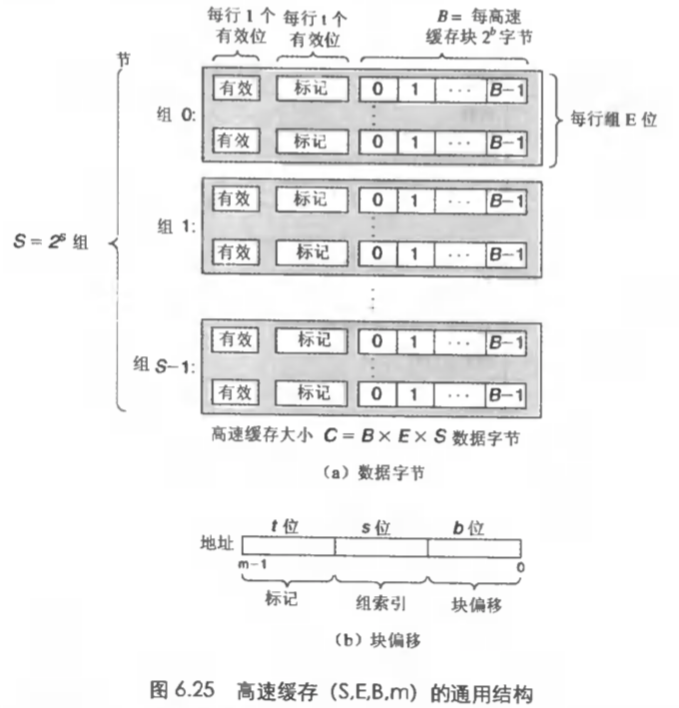 每行 1 个 每行 t 个 B = 每高速
有效位 有效位 缓存块 2^b 字节
节
有效 标记 0 1 ··· B−1
组 0:
每行组 E 位
有效 标记 0 1 ··· B−1
有效 标记 0 1 ··· B−1
组 1:
S = 2^s 组
有效 标记 0 1 ··· B−1
有效 标记 0 1 ··· B−1
组 S−1:
有效 标记 0 1 ··· B−1
高速缓存大小 C = B × E × S 数据字节
(a) 数据字节
t 位 s 位 b 位
地址
m−1 0
标记 组索引 块偏移
(b) 块偏移
图 6.25 高速缓存 (S,E,B,m) 的通用结构